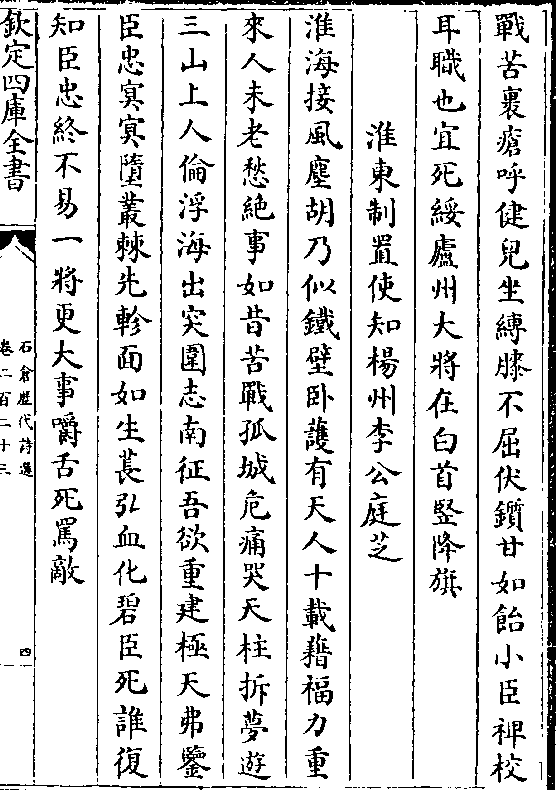 戰苦裹瘡呼健兒坐縛膝不屈伏鑕甘如飴小臣裨校
耳職也宜死綏廬州大將在白首竪降旗
淮東制置使知楊州李公庭芝
淮海接風塵胡乃似鐵壁卧護有天人十載藉福力重
來人未老愁絶事如昔苦戰孤城危痛哭天柱拆夢遊
三山上人倫浮海出突圍志南征吾欲重建極天弗鑒
臣忠冥冥墮叢棘先軫面如生萇弘血化碧臣死誰復
知臣忠終不易一將更大事嚼舌死罵敵
欽定四庫全書
石倉歷代詩選
卷二百二十三
四